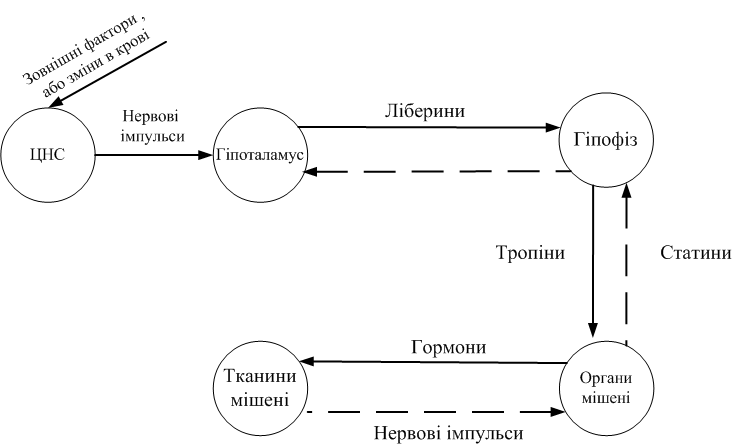 Зовнішні фактори ,
або зміни в крові
Нервові
імпульси
Ліберини
ЦНС
Гіпоталамус
Гіпофіз
Тропіни
Статини
Гормони
Тканини
мішені
Органи
мішені
Нервові імпульси